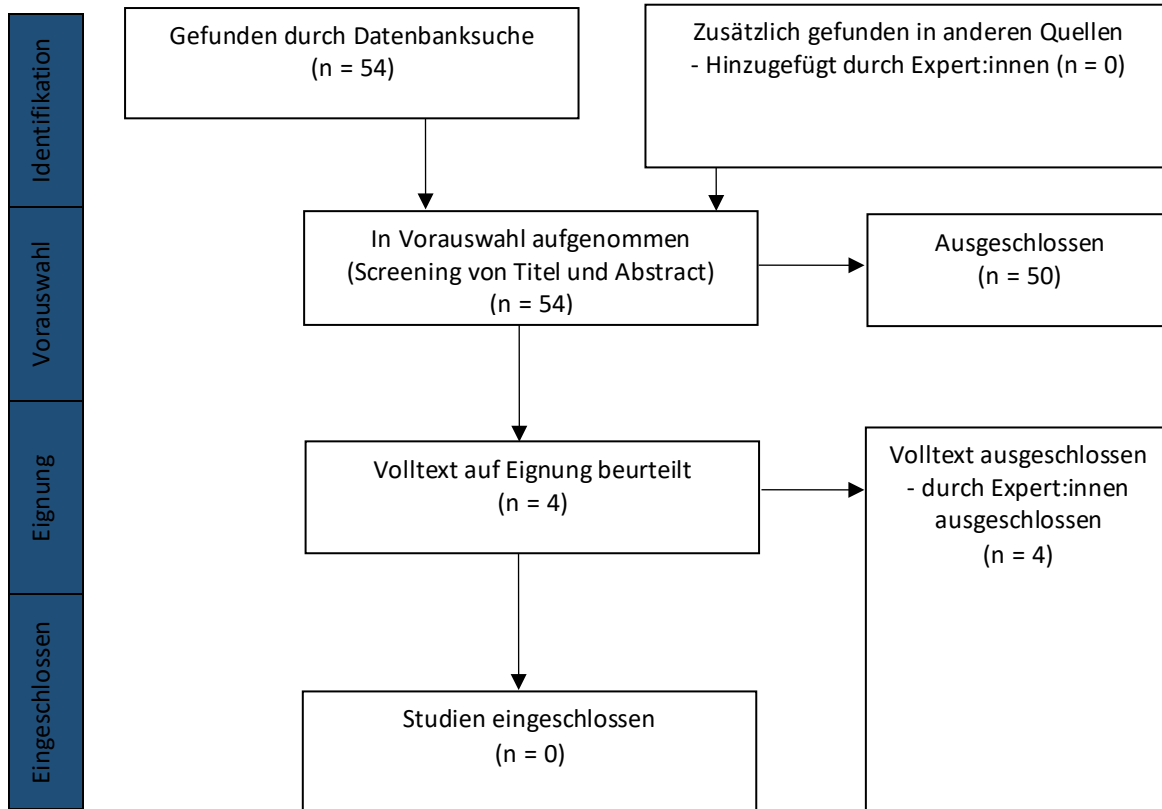 Identifikation
Gefunden durch Datenbanksuche
(n = 54)
Zusätzlich gefunden in anderen Quellen
- Hinzugefügt durch Expert:innen (n = 0)
Vorauswahl
In Vorauswahl aufgenommen
(Screening von Titel und Abstract)
(n = 54)
Ausgeschlossen
(n = 50)
Eignung
Volltext auf Eignung beurteilt
(n = 4)
Volltext ausgeschlossen
- durch Expert:innen
ausgeschlossen
(n = 4)
Eingeschlossen
Studien eingeschlossen
(n = 0)